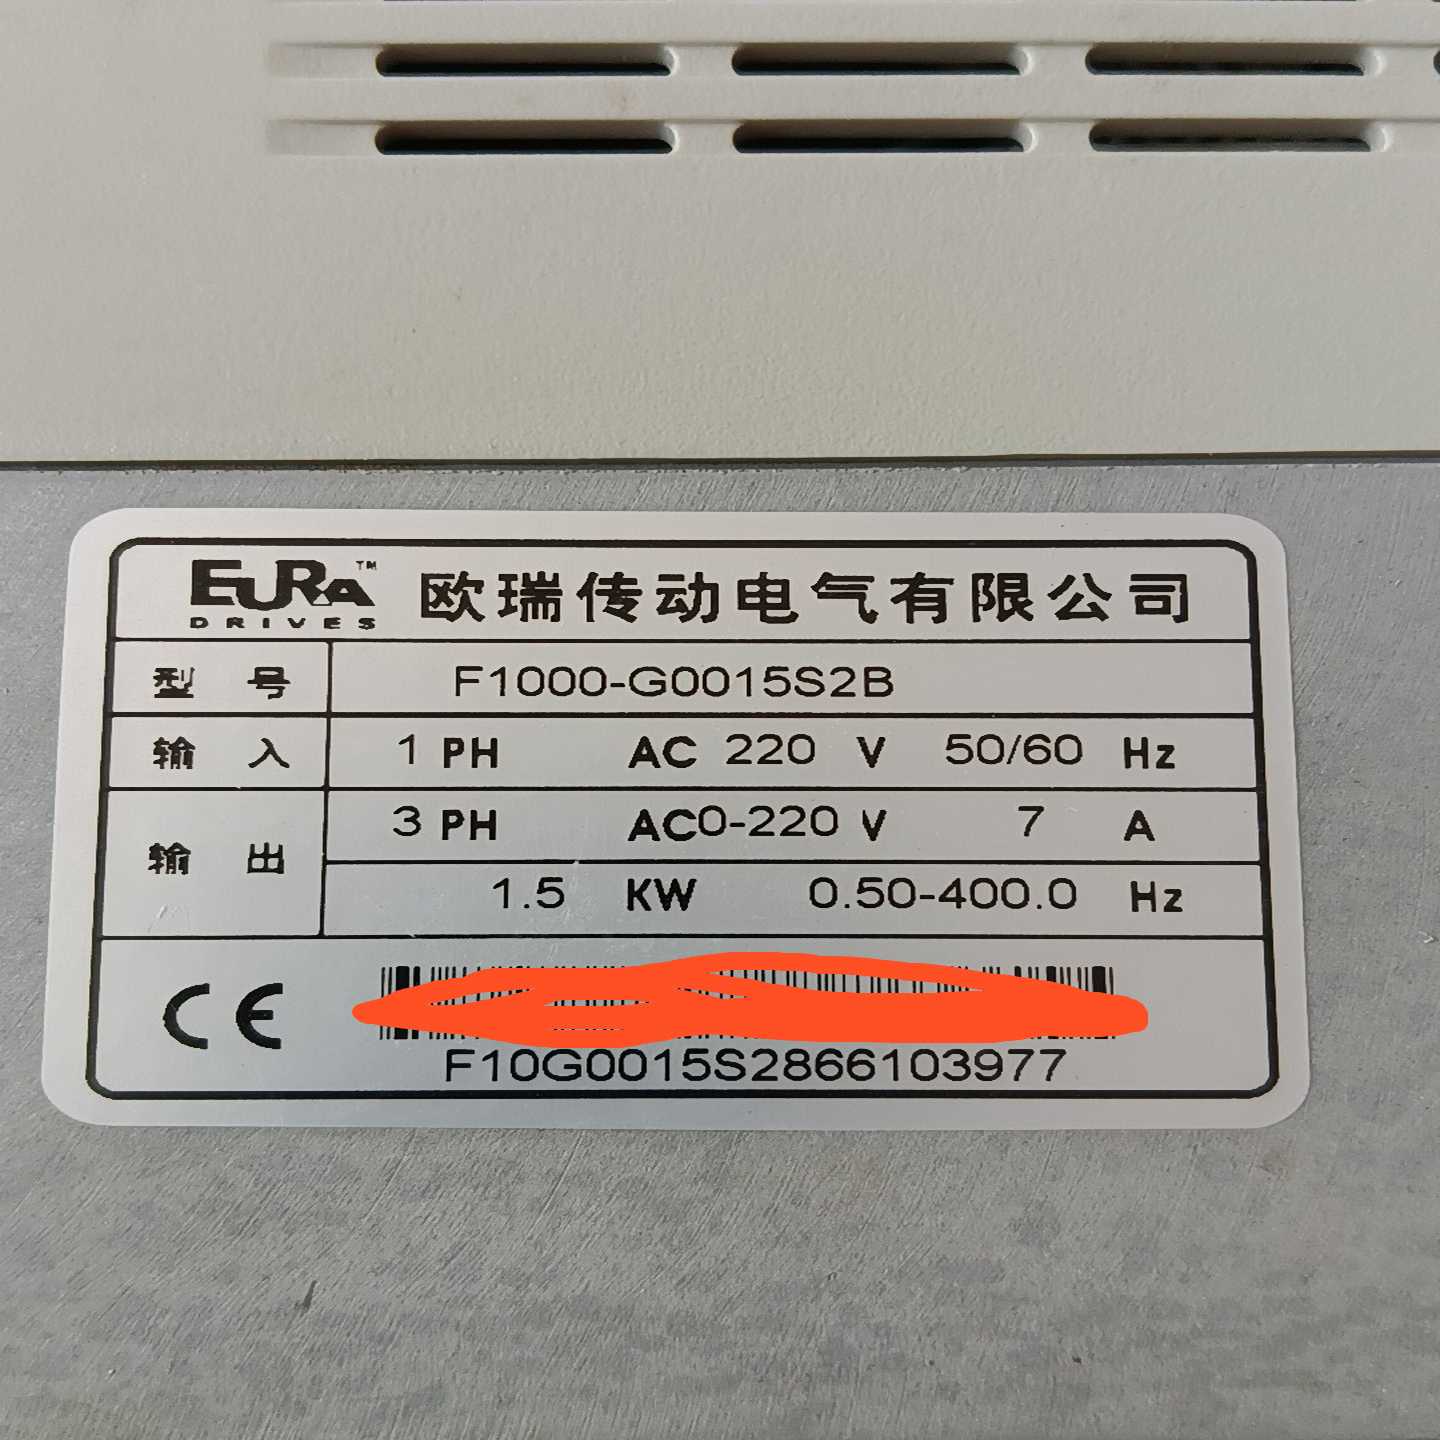 EURA™ 欧瑞传动电气有限公司
DRIVES
型号 F1000-G0015S2B
输入 1 PH AC 220 V 50/60 Hz
输出 3 PH AC0-220 V 7 A
1.5 KW 0.50-400.0 Hz
CE
F10G0015S2866103977